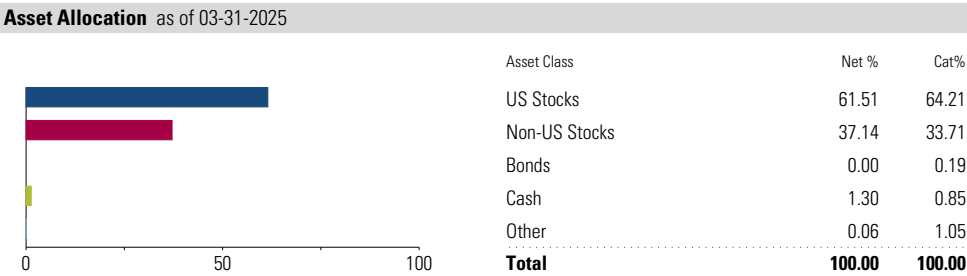 Asset Allocation as of 03-31-2025
Asset Class Net % Cat%
US Stocks 61.51 64.21
Non-US Stocks 37.14 33.71
Bonds 0.00 0.19
Cash 1.30 0.85
Other 0.06 1.05
0 50 100 Total 100.00 100.00